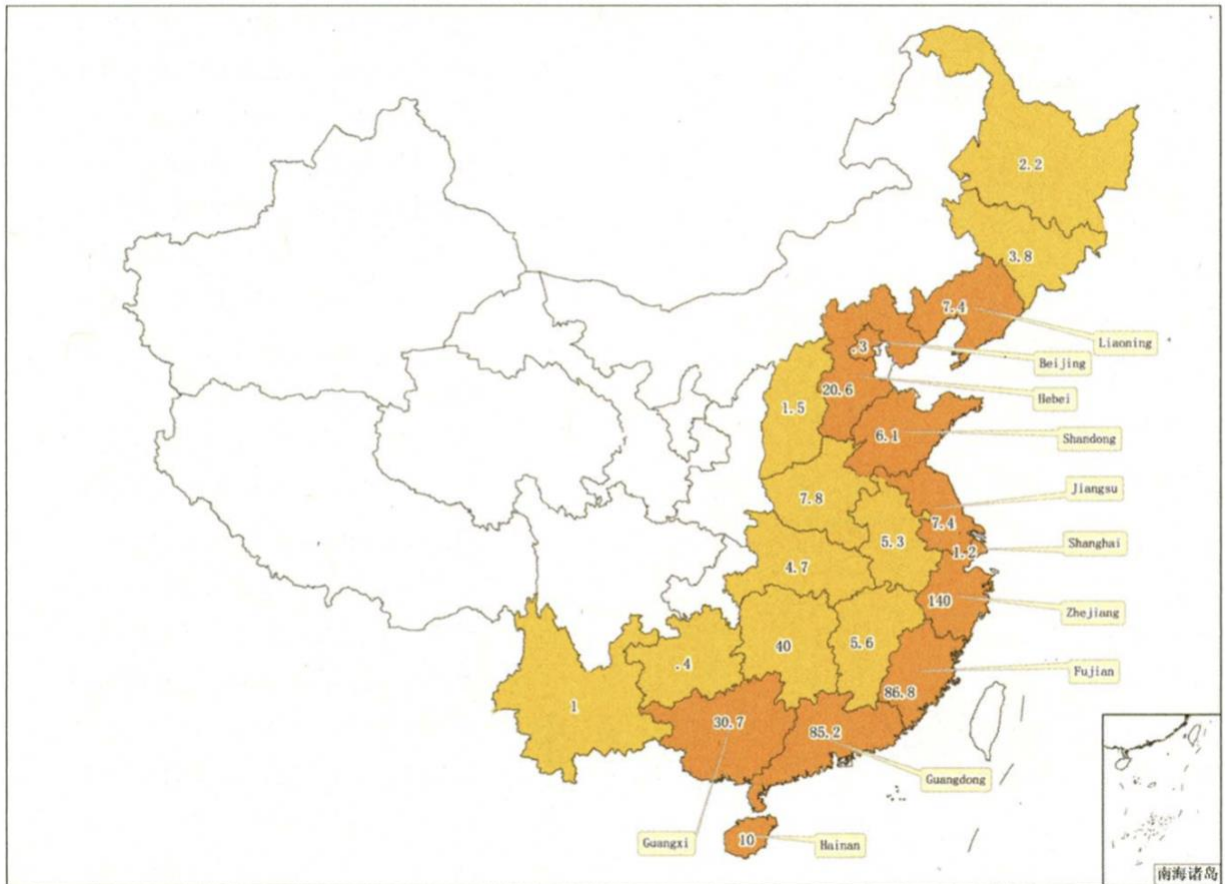 2.2
3.8
7.4
Liaoning
.3
Beijing
20.6
Hebei
1.5
6.1
Shandong
7.8
Jiangsu
7.4
5.3
1.2
Shanghai
4.7
140
Zhejiang
40
5.6
.4
Fujian
86.8
1
30.7
85.2
Guangdong
Guangxi
10
Hainan
南海诸岛